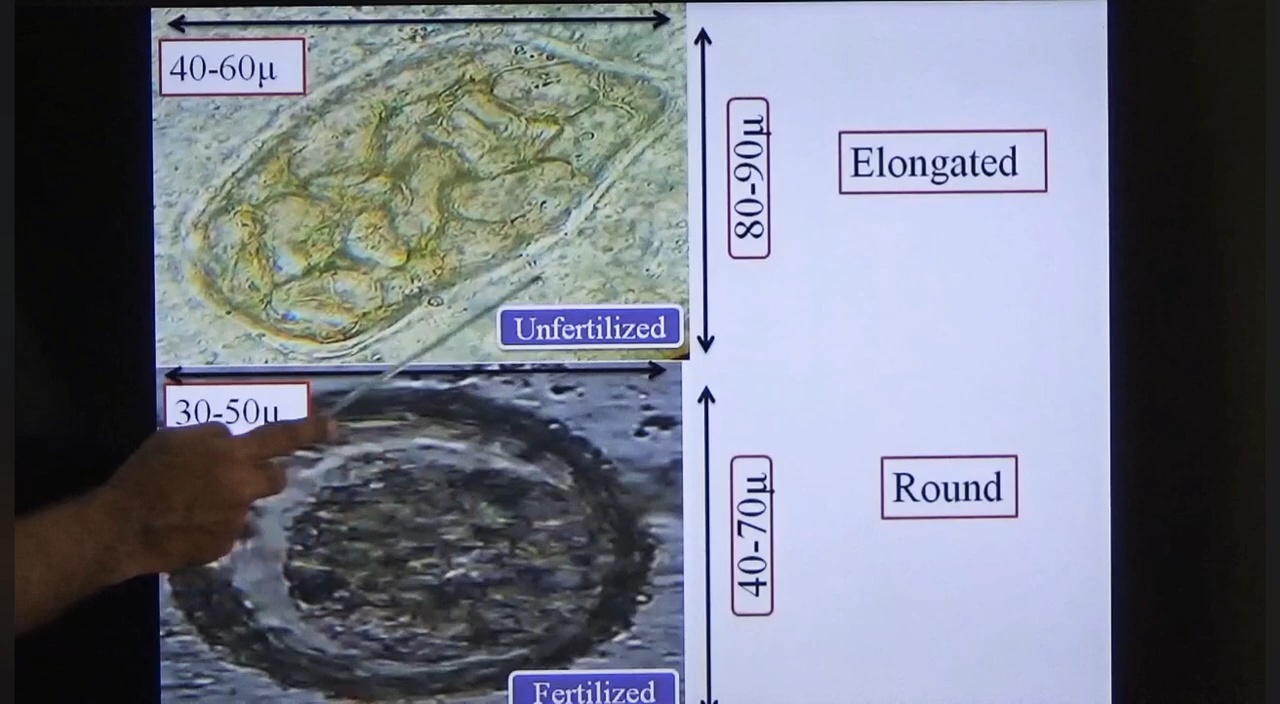 40-60µ
80-90µ
Elongated
Unfertilized
30-50µ
40-70µ
Round
Fertilized